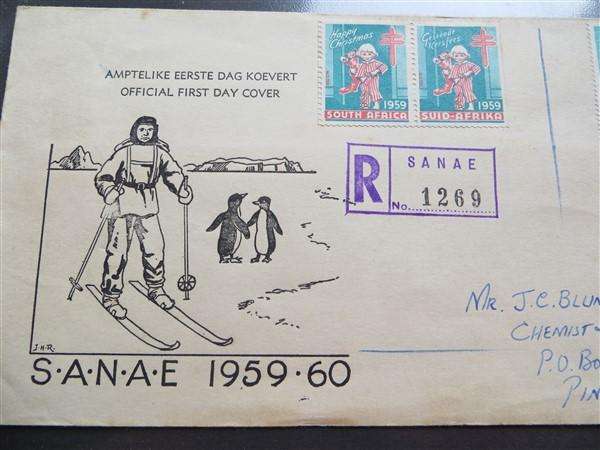 AMPTELIKE EERSTE DAG KOEVERT
OFFICIAL FIRST DAY COVER
Happy Christmas
1959
SOUTH AFRICA
Geseënde Kersfees
1959
SUID-AFRIKA
R
SANAE
No. 1269
J.H.R.
S·A·N·A·E 1959·60
MR. J.C. BLUN
CHEMIST
P.O. Bo
PIN